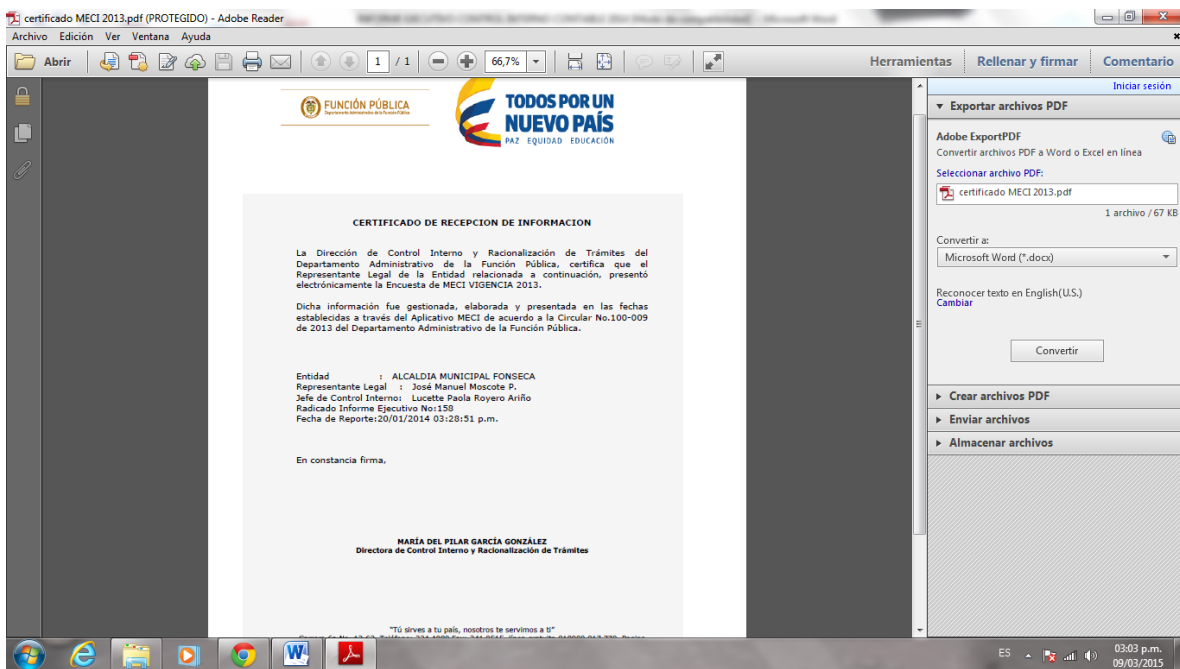 certificado MECI 2013.pdf (PROTEGIDO) - Adobe Reader
Archivo Edición Ver Ventana Ayuda
Abrir
1 / 1
66,7%
Herramientas Rellenar y firmar Comentario
Iniciar sesión
FUNCIÓN PÚBLICA
Departamento Administrativo de la Función Pública
TODOS POR UN
NUEVO PAÍS
PAZ EQUIDAD EDUCACIÓN
CERTIFICADO DE RECEPCION DE INFORMACION
La Dirección de Control Interno y Racionalización de Trámites del
Departamento Administrativo de la Función Pública, certifica que el
Representante Legal de la Entidad relacionada a continuación, presentó
electrónicamente la Encuesta de MECI VIGENCIA 2013.
Dicha información fue gestionada, elaborada y presentada en las fechas
establecidas a través del Aplicativo MECI de acuerdo a la Circular No.100-009
de 2013 del Departamento Administrativo de la Función Pública.
Entidad : ALCALDIA MUNICIPAL FONSECA
Representante Legal : José Manuel Moscote P.
Jefe de Control Interno: Lucette Paola Royero Ariño
Radicado Informe Ejecutivo No:158
Fecha de Reporte:20/01/2014 03:28:51 p.m.
En constancia firma,
MARÍA DEL PILAR GARCÍA GONZÁLEZ
Directora de Control Interno y Racionalización de Trámites
"Tú sirves a tu país, nosotros te servimos a ti"
Exportar archivos PDF
Adobe ExportPDF
Convertir archivos PDF a Word o Excel en línea
Seleccionar archivo PDF:
certificado MECI 2013.pdf
1 archivo / 67 KB
Convertir a:
Microsoft Word (*.docx)
Reconocer texto en English(U.S.)
Cambiar
Convertir
Crear archivos PDF
Enviar archivos
Almacenar archivos
ES
03:03 p.m.
09/03/2015